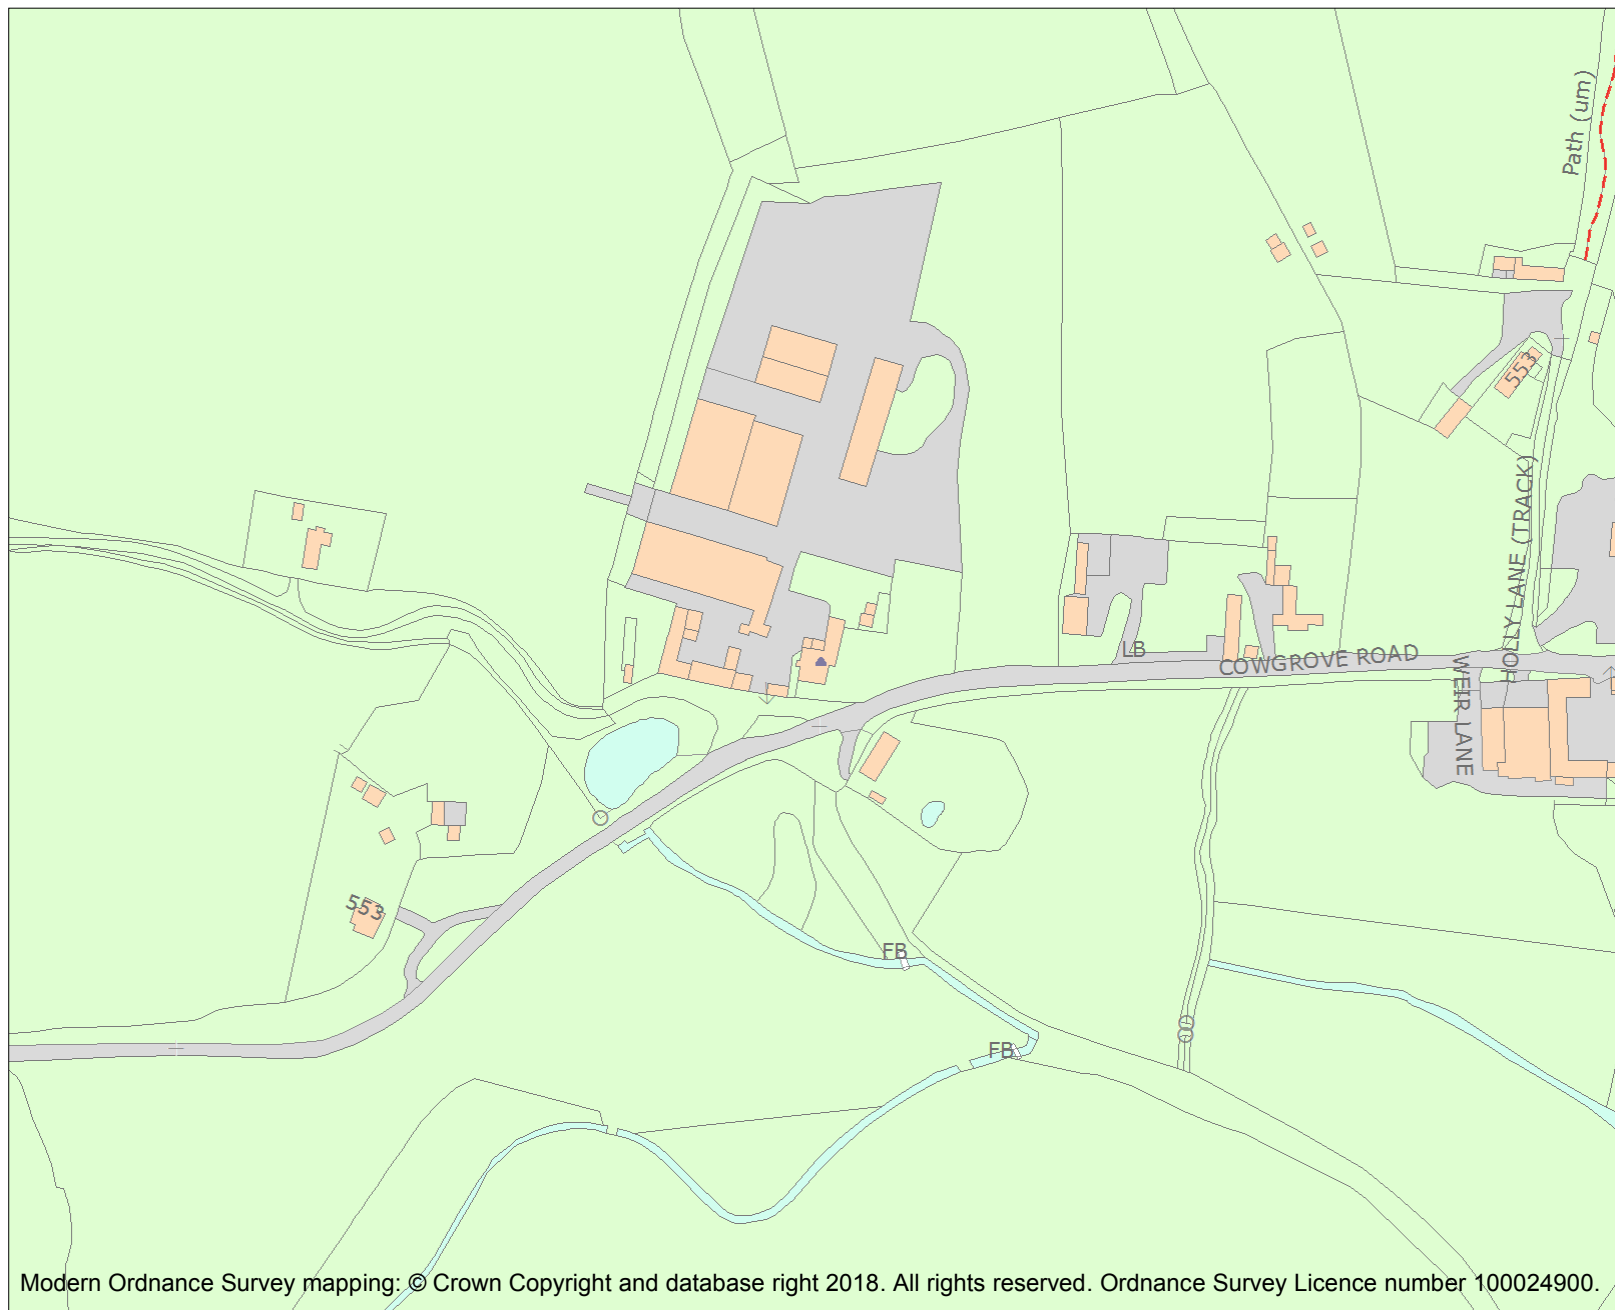 Path (um)
553
HOLLY LANE (TRACK)
LB
COWGROVE ROAD
WEIR LANE
553
FB
FB
Modern Ordnance Survey mapping: © Crown Copyright and database right 2018. All rights reserved. Ordnance Survey Licence number 100024900.